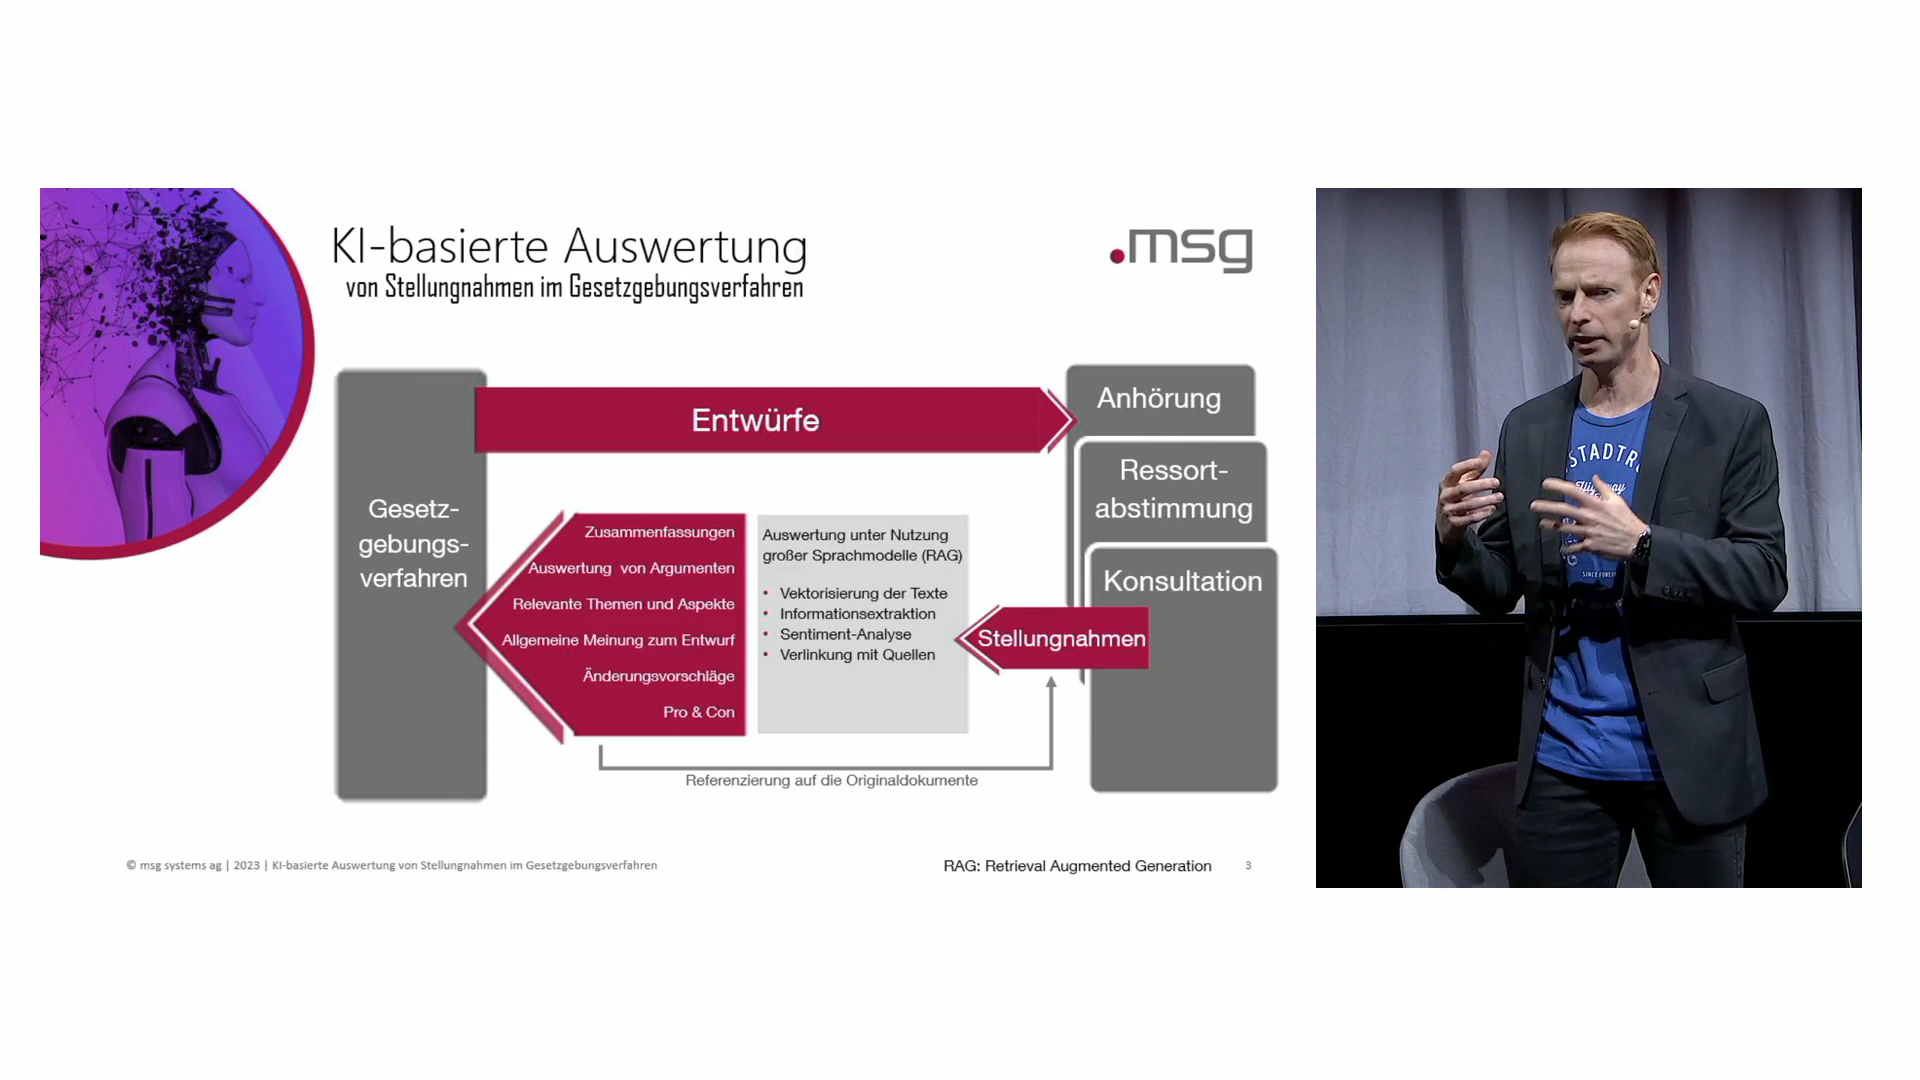 KI-basierte Auswertung
von Stellungnahmen im Gesetzgebungsverfahren
.msg
Entwürfe
Anhörung
Ressort-
abstimmung
Konsultation
Gesetz-
gebungs-
verfahren
Zusammenfassungen
Auswertung von Argumenten
Relevante Themen und Aspekte
Allgemeine Meinung zum Entwurf
Änderungsvorschläge
Pro & Con
Auswertung unter Nutzung
großer Sprachmodelle (RAG)
• Vektorisierung der Texte
• Informationsextraktion
• Sentiment-Analyse
• Verlinkung mit Quellen
Stellungnahmen
Referenzierung auf die Originaldokumente
© msg systems ag | 2023 | KI-basierte Auswertung von Stellungnahmen im Gesetzgebungsverfahren
RAG: Retrieval Augmented Generation
3
STADTR
SINCE FOREV